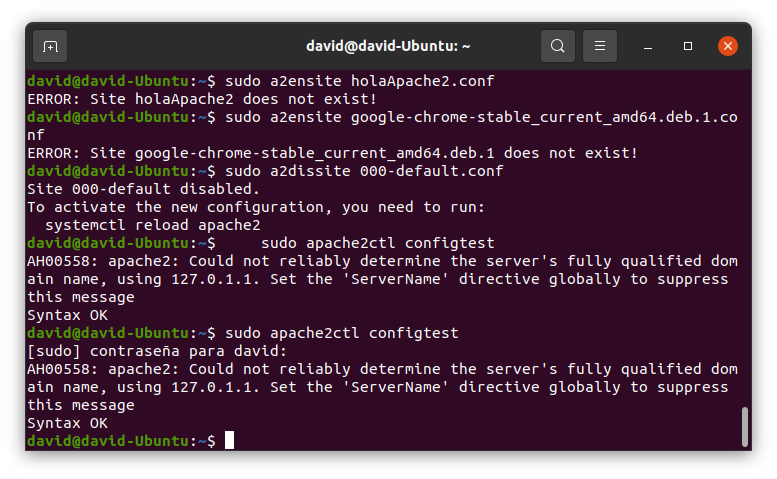 david@david-Ubuntu: ~
david@david-Ubuntu:~$ sudo a2ensite holaApache2.conf
ERROR: Site holaApache2 does not exist!
david@david-Ubuntu:~$ sudo a2ensite google-chrome-stable_current_amd64.deb.1.co
nf
ERROR: Site google-chrome-stable_current_amd64.deb.1 does not exist!
david@david-Ubuntu:~$ sudo a2dissite 000-default.conf
Site 000-default disabled.
To activate the new configuration, you need to run:
  systemctl reload apache2
david@david-Ubuntu:~$     sudo apache2ctl configtest
AH00558: apache2: Could not reliably determine the server's fully qualified dom
ain name, using 127.0.1.1. Set the 'ServerName' directive globally to suppress
this message
Syntax OK
david@david-Ubuntu:~$ sudo apache2ctl configtest
[sudo] contraseña para david:
AH00558: apache2: Could not reliably determine the server's fully qualified dom
ain name, using 127.0.1.1. Set the 'ServerName' directive globally to suppress
this message
Syntax OK
david@david-Ubuntu:~$